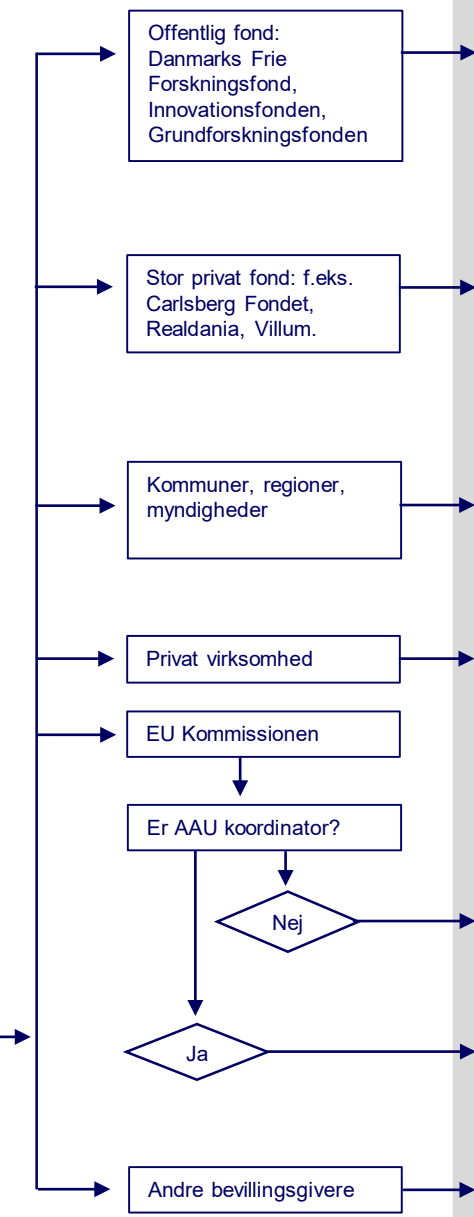 Offentlig fond:
Danmarks Frie
Forskningsfond,
Innovationsfonden,
Grundforskningsfonden
Stor privat fond: f.eks.
Carlsberg Fondet,
Realdania, Villum.
Kommuner, regioner,
myndigheder
Privat virksomhed
EU Kommissionen
Er AAU koordinator?
Nej
Ja
Andre bevillingsgivere